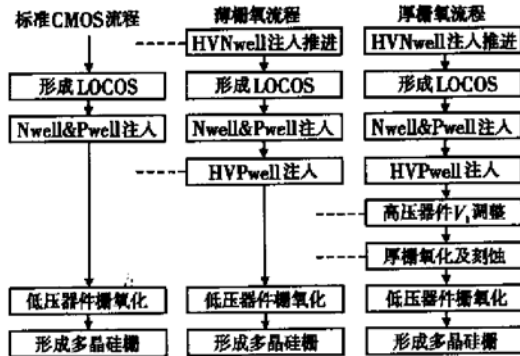 标准CMOS流程
形成LOCOS
Nwell&Pwell注入
低压器件栅氧化
形成多晶硅栅
薄栅氧流程
HVNwell注入推进
形成LOCOS
Nwell&Pwell注入
HVPwell注入
低压器件栅氧化
形成多晶硅栅
厚栅氧流程
HVNwell注入推进
形成LOCOS
Nwell&Pwell注入
HVPwell注入
高压器件Vt调整
厚栅氧化及刻蚀
低压器件栅氧化
形成多晶硅栅